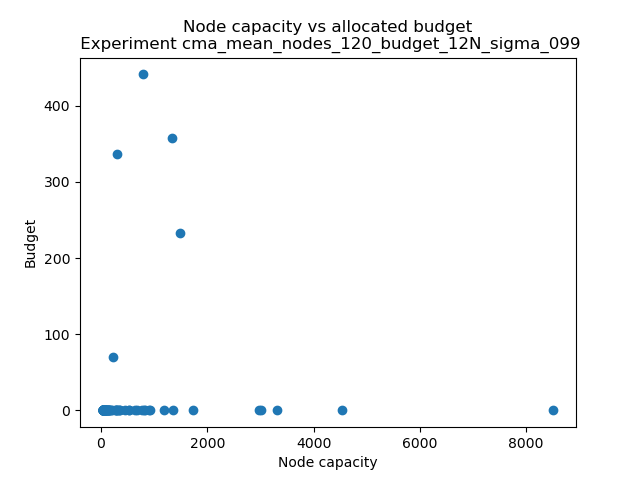 Node capacity vs allocated budget
Experiment cma_mean_nodes_120_budget_12N_sigma_099
400
300
200
100
0
Budget
0 2000 4000 6000 8000
Node capacity